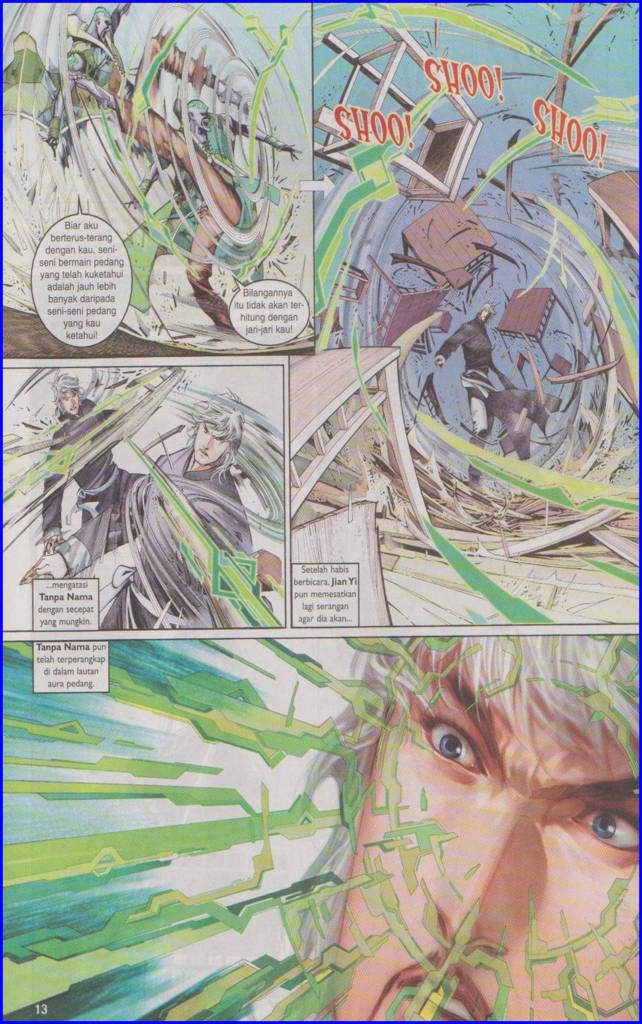 Biar aku
berterus-terang
dengan kau, seni-
seni bermain pedang
yang telah kuketahui
adalah jauh lebih
banyak daripada
seni-seni pedang
yang kau
ketahui!
Bilangannya
itu tidak akan ter-
hitung dengan
jari-jari kau!
SHOO!
SHOO!
SHOO!
Setelah habis
berbicara, Jian Yi
pun memesatkan
lagi serangan
agar dia akan...
...mengatasi
Tanpa Nama
dengan secepat
yang mungkin.
Tanpa Nama pun
telah terperangkap
di dalam lautan
aura pedang.
13